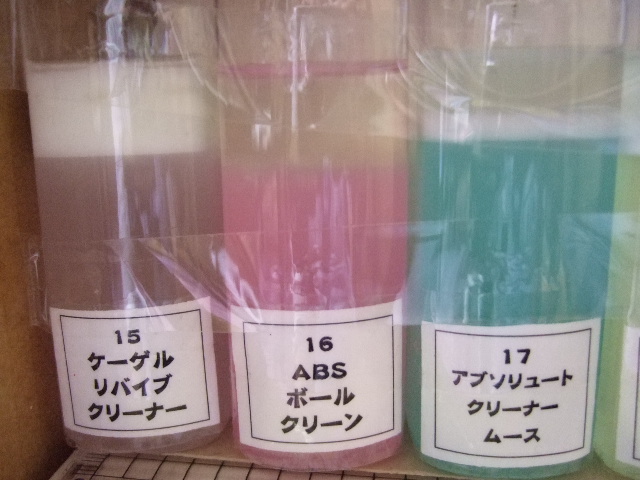 15
ケーゲル
リバイブ
クリーナー
16
ABS
ボール
クリーン
17
アブソリュート
クリーナー
ムース